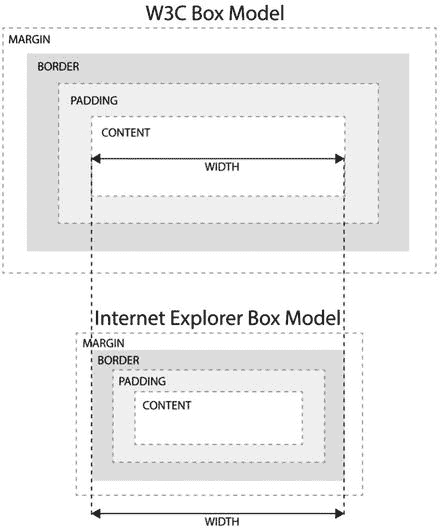 W3C Box Model
MARGIN
BORDER
PADDING
CONTENT
WIDTH
Internet Explorer Box Model
MARGIN
BORDER
PADDING
CONTENT
WIDTH